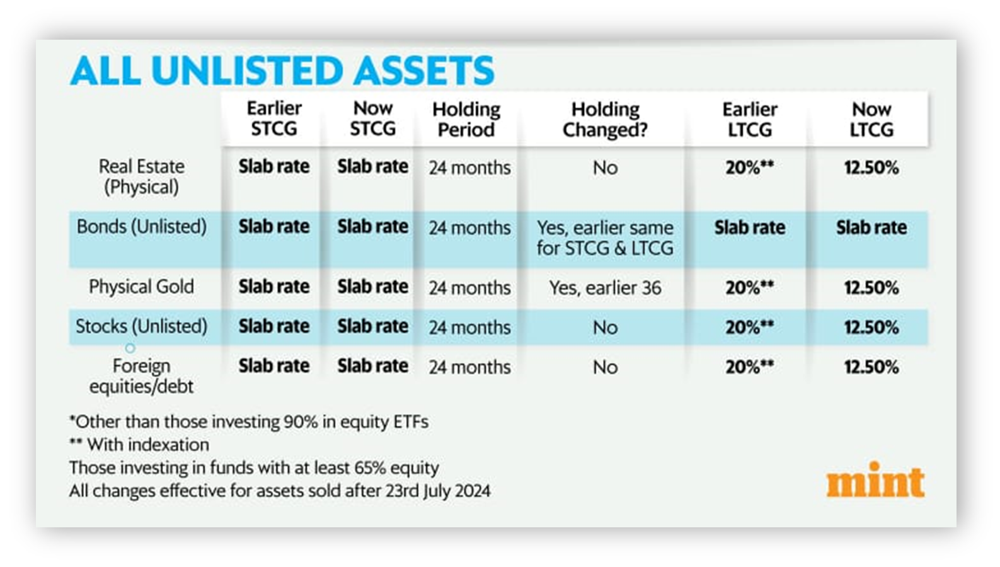 ALL UNLISTED ASSETS
Earlier STCG Now STCG Holding Period Holding Changed? Earlier LTCG Now LTCG
Real Estate (Physical) Slab rate Slab rate 24 months No 20%** 12.50%
Bonds (Unlisted) Slab rate Slab rate 24 months Yes, earlier same for STCG & LTCG Slab rate Slab rate
Physical Gold Slab rate Slab rate 24 months Yes, earlier 36 20%** 12.50%
Stocks (Unlisted) Slab rate Slab rate 24 months No 20%** 12.50%
Foreign equities/debt Slab rate Slab rate 24 months No 20%** 12.50%
*Other than those investing 90% in equity ETFs
** With indexation
Those investing in funds with at least 65% equity
All changes effective for assets sold after 23rd July 2024
mint